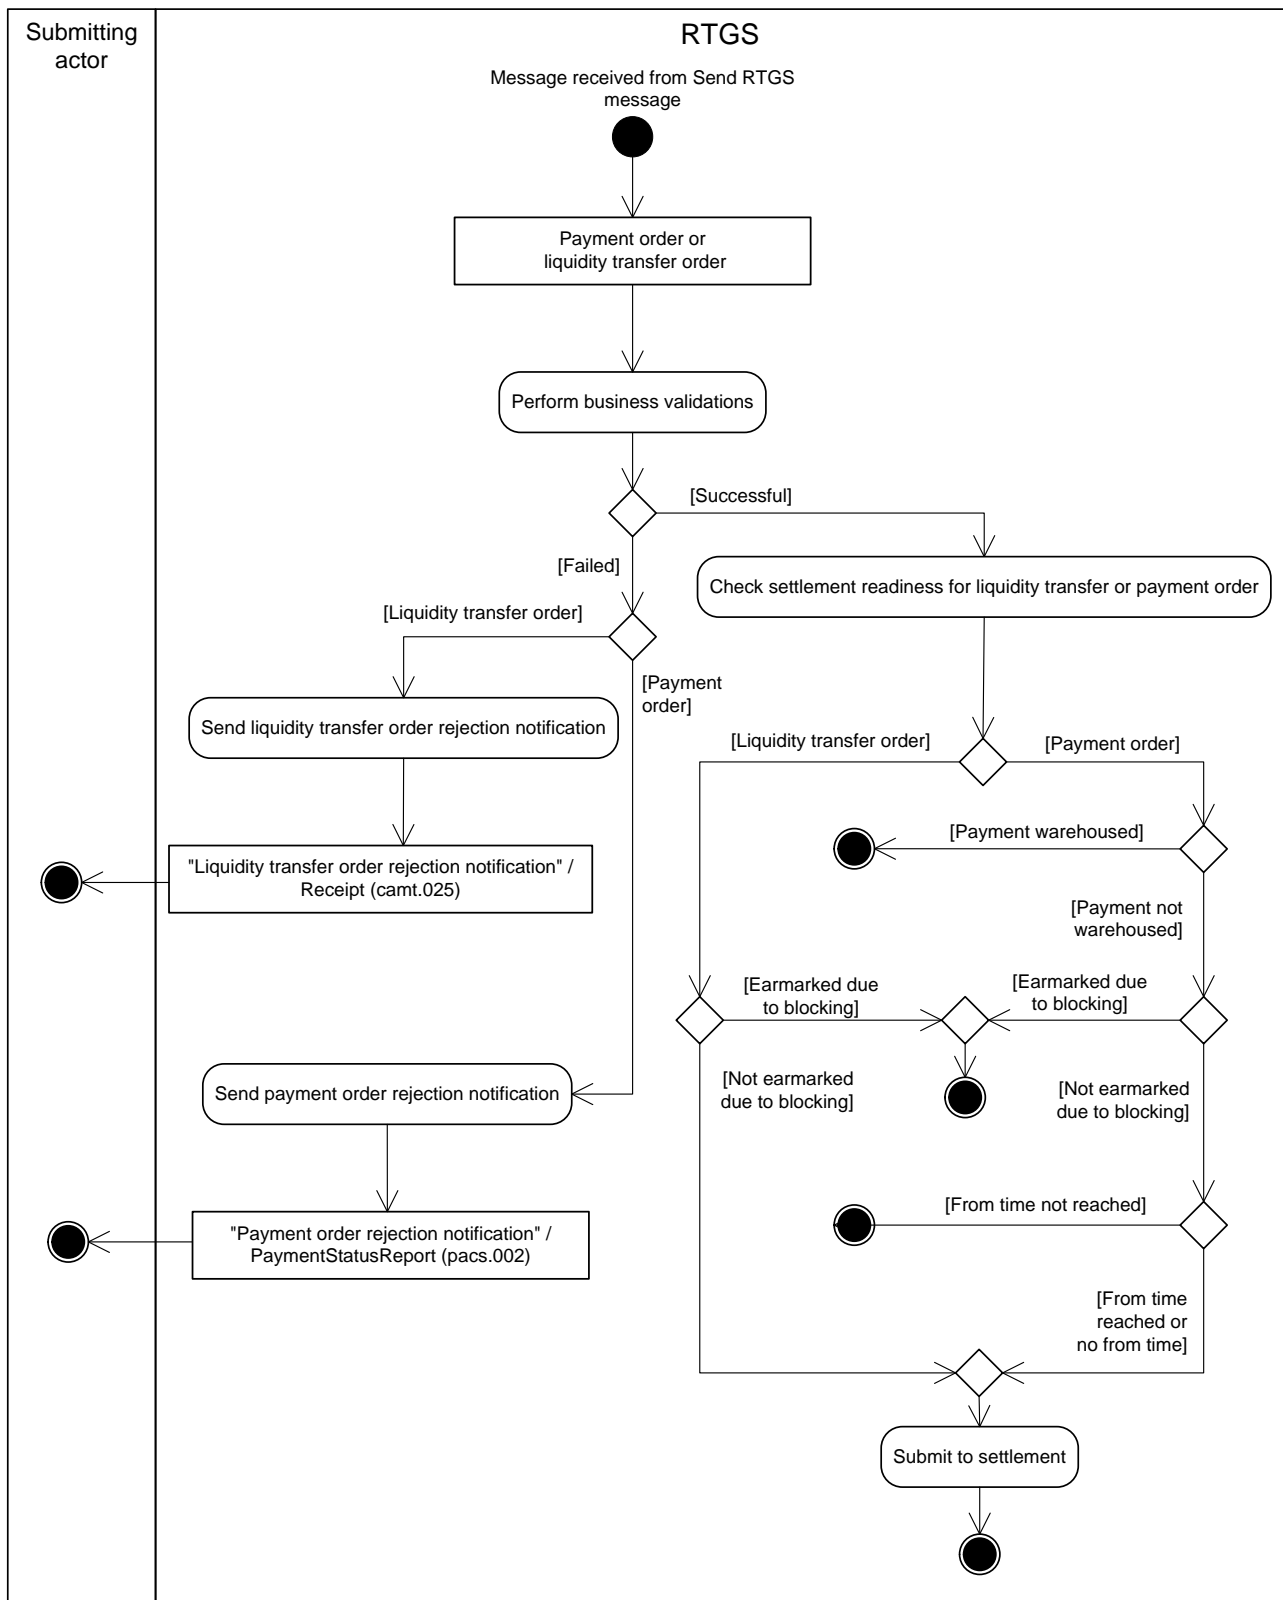 Submitting
actor
RTGS
Message received from Send RTGS
message
Payment order or
liquidity transfer order
Perform business validations
[Successful]
[Failed]
Check settlement readiness for liquidity transfer or payment order
[Liquidity transfer order]
[Payment
order]
Send liquidity transfer order rejection notification
[Liquidity transfer order]
[Payment order]
[Payment warehoused]
"Liquidity transfer order rejection notification" /
Receipt (camt.025)
[Payment not
warehoused]
[Earmarked due
to blocking]
[Earmarked due
to blocking]
[Not earmarked
due to blocking]
[Not earmarked
due to blocking]
Send payment order rejection notification
[From time not reached]
"Payment order rejection notification" /
PaymentStatusReport (pacs.002)
[From time
reached or
no from time]
Submit to settlement